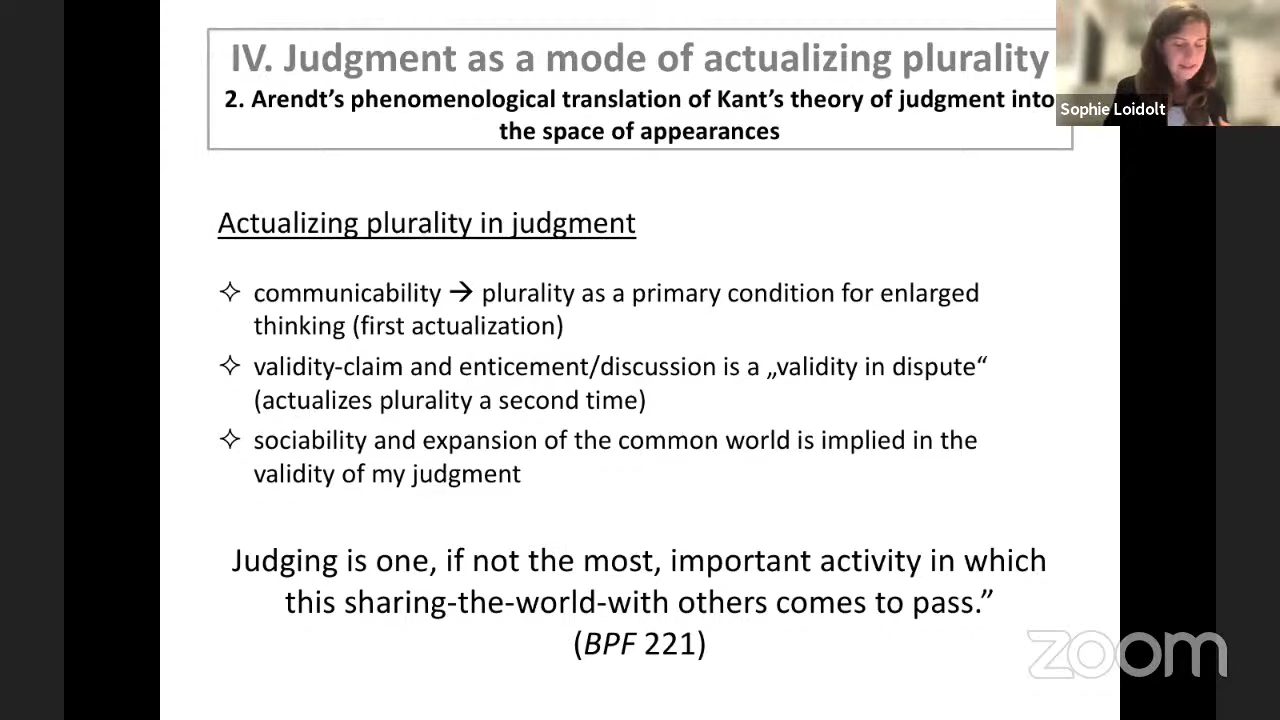 IV. Judgment as a mode of actualizing plurality
2. Arendt’s phenomenological translation of Kant’s theory of judgment into
the space of appearances
Sophie Loidolt
Actualizing plurality in judgment
✧ communicability → plurality as a primary condition for enlarged
thinking (first actualization)
✧ validity-claim and enticement/discussion is a „validity in dispute“
(actualizes plurality a second time)
✧ sociability and expansion of the common world is implied in the
validity of my judgment
Judging is one, if not the most, important activity in which
this sharing-the-world-with others comes to pass.”
(BPF 221)
zoom